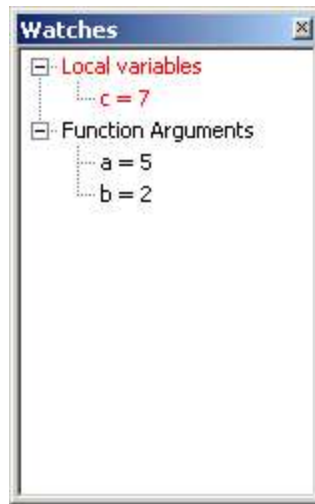 Watches
Local variables
c = 7
Function Arguments
a = 5
b = 2